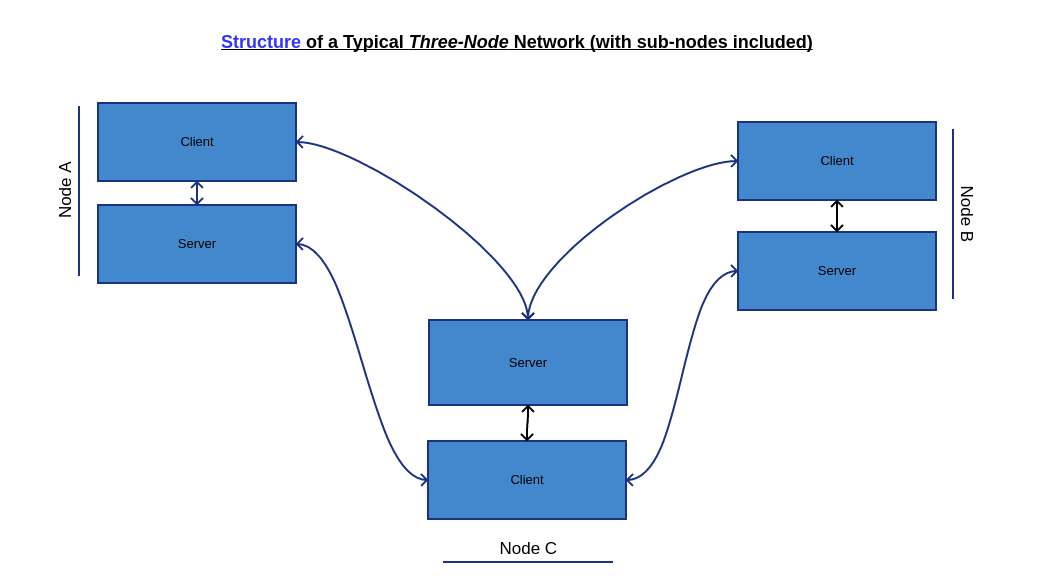 Structure of a Typical Three-Node Network (with sub-nodes included)
Node A
Client
Server
Client
Server
Node B
Server
Client
Node C